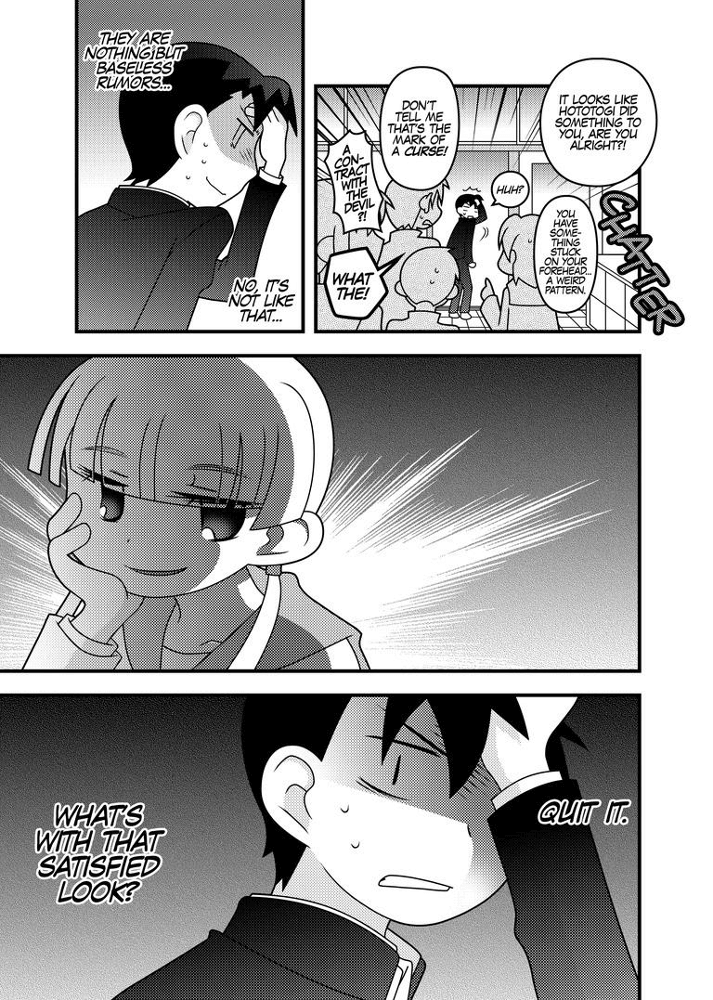 IT LOOKS LIKE
HOTOTOGI DID
SOMETHING
TO YOU, ARE YOU
ALRIGHT?!
YOU
HAVE
SOME-
THING
STUCK
ON YOUR
FOREHEAD...
A WEIRD
PATTERN.
CHATTER
HUH?
DON'T
TELL ME
THAT'S THE
MARK OF
A CURSE!
A
CON-
TRACT
WITH
THE
DEVIL
?!
WHAT
THE!
THEY ARE
NOTHING BUT
BASELESS
RUMORS...
NO, IT'S
NOT LIKE
THAT...
QUIT IT.
WHAT'S
WITH THAT
SATISFIED
LOOK?